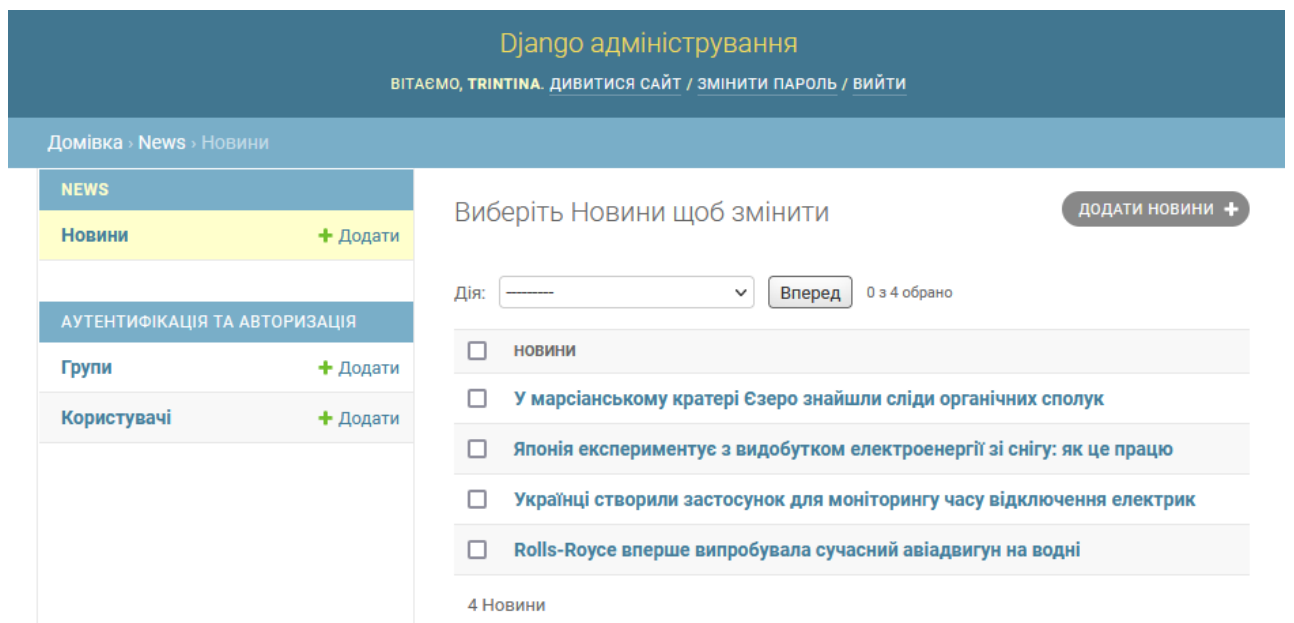 Django адміністрування
ВІТАЄМО, TRINTINA. ДИВИТИСЯ САЙТ / ЗМІНИТИ ПАРОЛЬ / ВИЙТИ
Домівка › News › Новини
NEWS
Новини + Додати
АУТЕНТИФІКАЦІЯ ТА АВТОРИЗАЦІЯ
Групи + Додати
Користувачі + Додати
Виберіть Новини щоб змінити
ДОДАТИ НОВИНИ +
Дія: --------- Вперед 0 з 4 обрано
НОВИНИ
У марсіанському кратері Єзеро знайшли сліди органічних сполук
Японія експериментує з видобутком електроенергії зі снігу: як це працю
Українці створили застосунок для моніторингу часу відключення електрик
Rolls-Royce вперше випробувала сучасний авіадвигун на водні
4 Новини